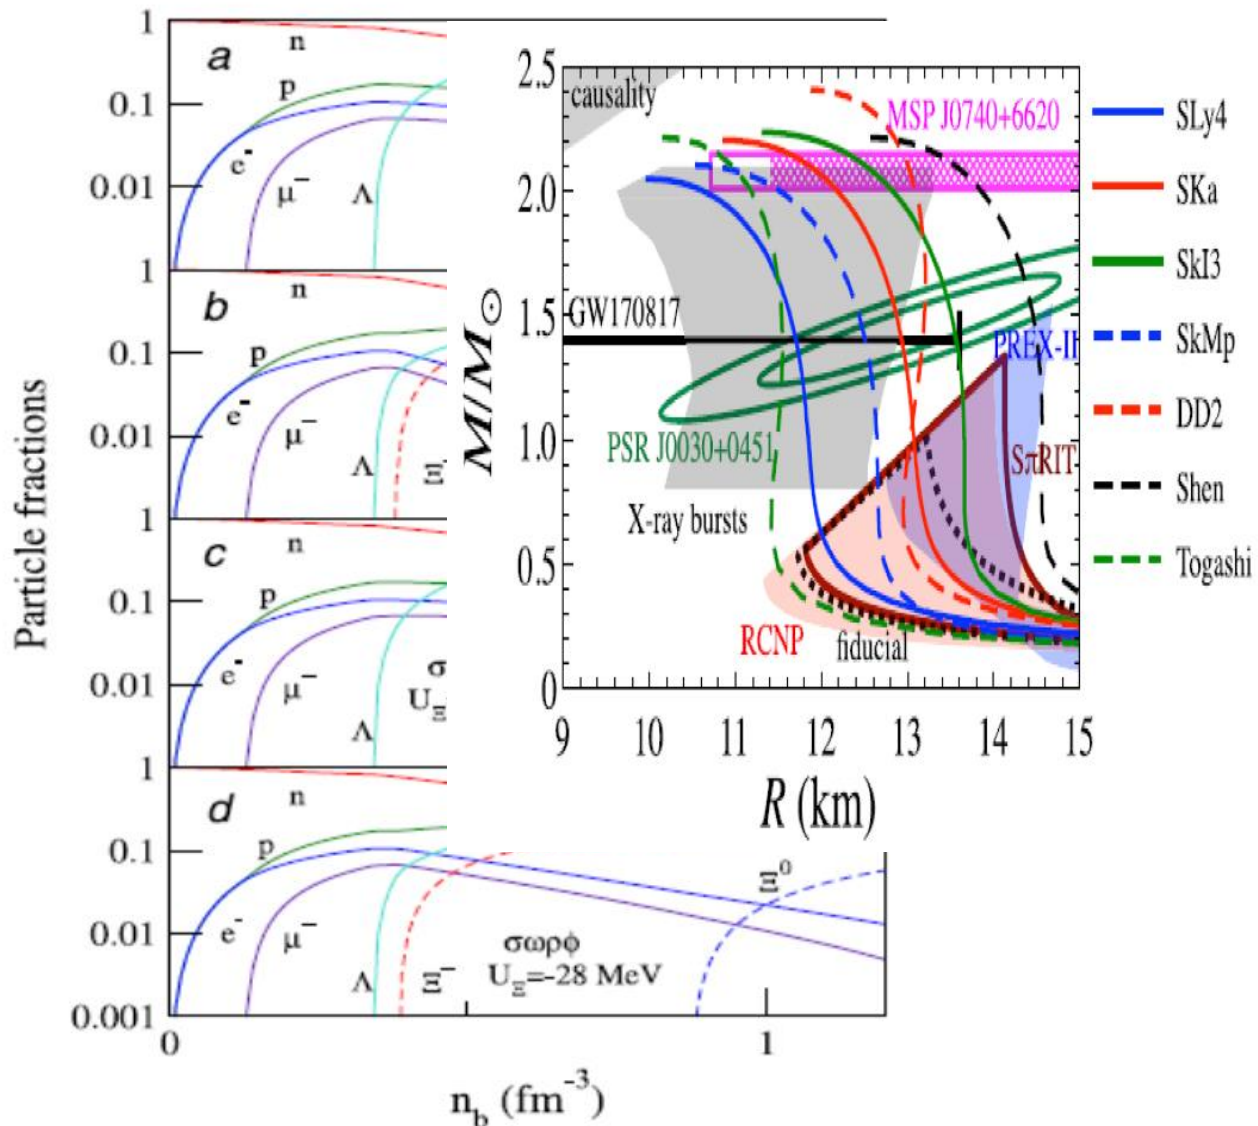 Particle fractions
1
0.1
0.01
a
n
p
e⁻
μ⁻
Λ
1
0.1
0.01
b
n
p
e⁻
μ⁻
Λ
Ξ
1
0.1
0.01
c
n
p
e⁻
μ⁻
Λ
σ
U_Ξ
1
0.1
0.01
0.001
d
n
p
e⁻
μ⁻
Λ
Ξ⁻
σωρϕ
U_Ξ=-28 MeV
Ξ⁰
0
1
n_b (fm⁻³)
M/M☉
2.5
2.0
1.5
1.0
0.5
0
causality
MSP J0740+6620
GW170817
PREX-II
PSR J0030+0451
SπRIT
X-ray bursts
RCNP
fiducial
9 10 11 12 13 14 15
R (km)
SLy4
SKa
SkI3
SkMp
DD2
Shen
Togashi